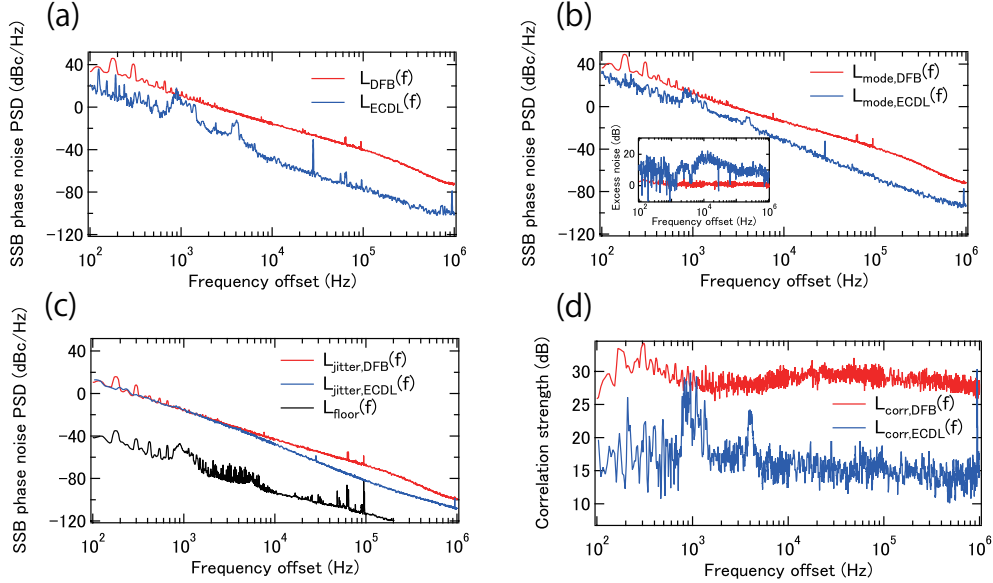 (a)
SSB phase noise PSD (dBc/Hz)
40
0
−40
−80
−120
L_DFB(f)
L_ECDL(f)
10^2
10^3
10^4
10^5
10^6
Frequency offset (Hz)
(b)
SSB phase noise PSD (dBc/Hz)
40
0
−40
−80
−120
L_mode,DFB(f)
L_mode,ECDL(f)
Excess noise (dB)
20
0
10^2
10^4
10^6
Frequency offset (Hz)
10^2
10^3
10^4
10^5
10^6
Frequency offset (Hz)
(c)
SSB phase noise PSD (dBc/Hz)
40
0
−40
−80
−120
L_jitter,DFB(f)
L_jitter,ECDL(f)
L_floor(f)
10^2
10^3
10^4
10^5
10^6
Frequency offset (Hz)
(d)
Correlation strength (dB)
30
25
20
15
10
L_corr,DFB(f)
L_corr,ECDL(f)
10^2
10^3
10^4
10^5
10^6
Frequency offset (Hz)